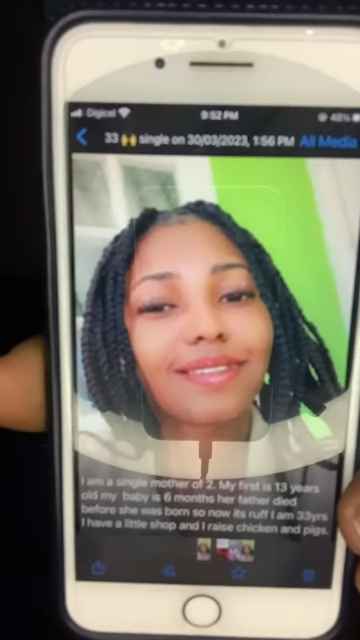 Digicel 9:52 PM 48%
33 🙌 single on 30/03/2023, 1:56 PM All Media
I am a single mother of 2. My first is 13 years
old my baby is 6 months her father died
before she was born so now its ruff I am 33yrs
I have a little shop and I raise chicken and pigs.